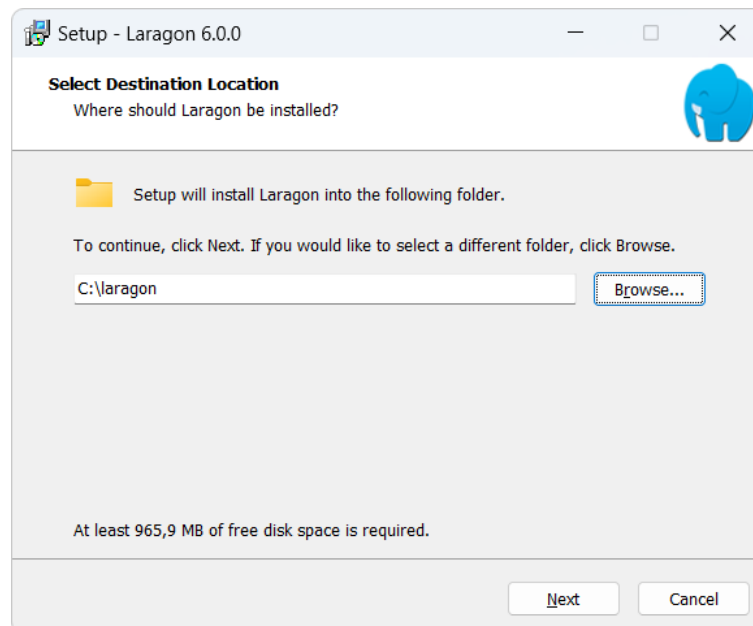 Setup - Laragon 6.0.0
Select Destination Location
Where should Laragon be installed?
Setup will install Laragon into the following folder.
To continue, click Next. If you would like to select a different folder, click Browse.
C:\laragon
Browse...
At least 965,9 MB of free disk space is required.
Next
Cancel